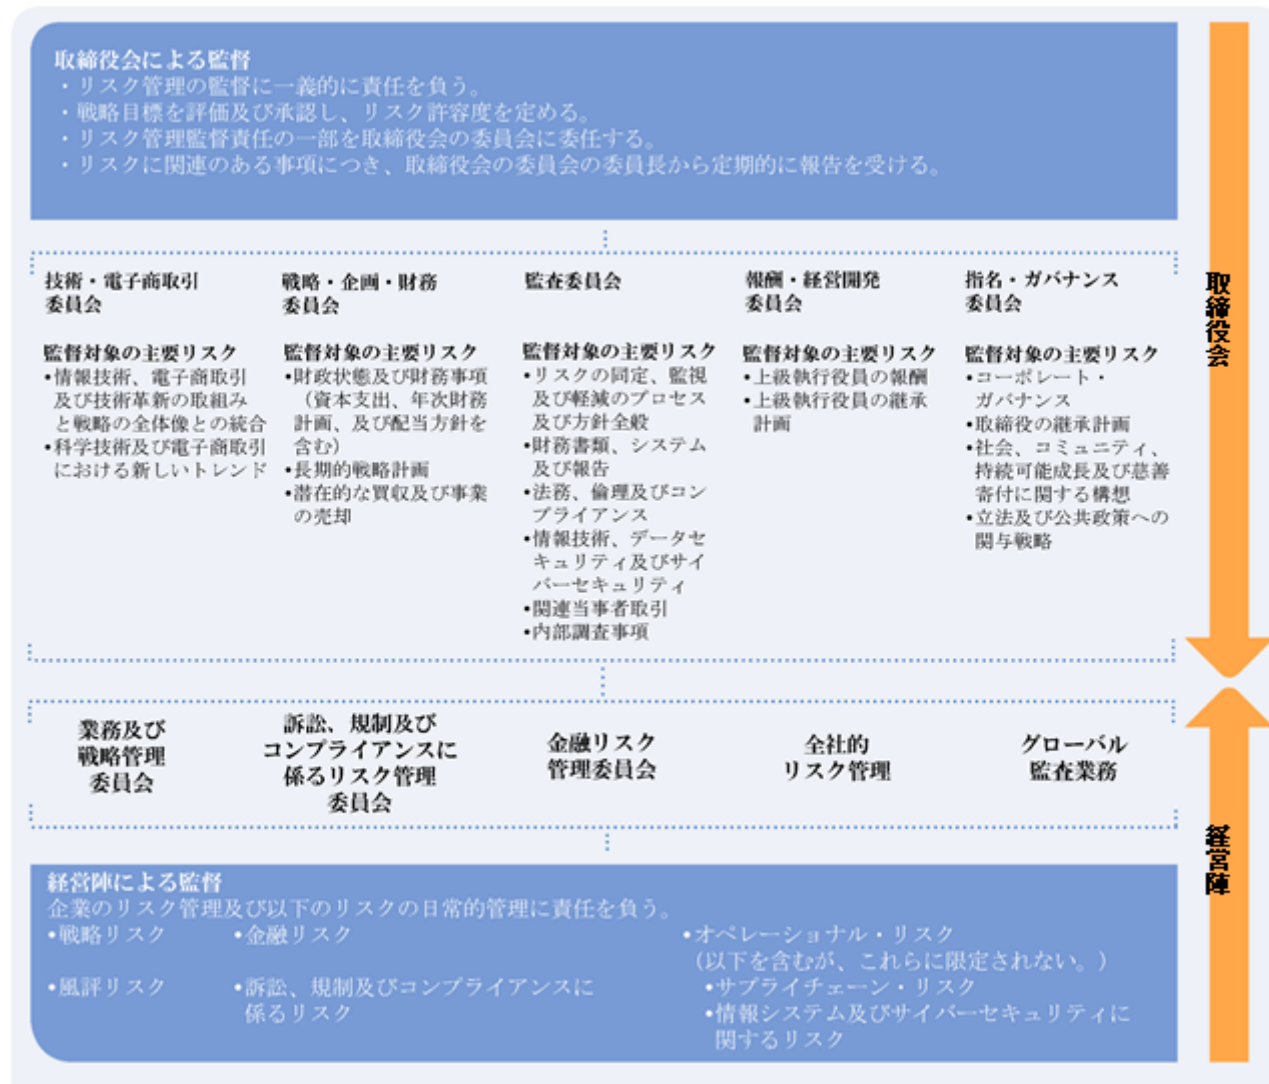 取締役会による監督
・リスク管理の監督に一義的に責任を負う。
・戦略目標を評価及び承認し、リスク許容度を定める。
・リスク管理監督責任の一部を取締役会の委員会に委任する。
・リスクに関連のある事項につき、取締役会の委員会の委員長から定期的に報告を受ける。
技術・電子商取引
委員会
監督対象の主要リスク
•情報技術、電子商取引
及び技術革新の取組み
と戦略の全体像との統合
•科学技術及び電子商取引
における新しいトレンド
戦略・企画・財務
委員会
監督対象の主要リスク
•財政状態及び財務事項
（資本支出、年次財務
計画、及び配当方針を
含む）
•長期的戦略計画
•潜在的な買収及び事業
の売却
監査委員会
監督対象の主要リスク
•リスクの同定、監視
及び軽減のプロセス
及び方針全般
•財務書類、システム
及び報告
•法務、倫理及びコン
プライアンス
•情報技術、データセ
キュリティ及びサイ
バーセキュリティ
•関連当事者取引
•内部調査事項
報酬・経営開発
委員会
監督対象の主要リスク
•上級執行役員の報酬
•上級執行役員の継承
計画
指名・ガバナンス
委員会
監督対象の主要リスク
•コーポレート・
ガバナンス
•取締役の継承計画
•社会、コミュニティ、
持続可能成長及び慈善
寄付に関する構想
•立法及び公共政策への
関与戦略
取締役会
業務及び
戦略管理
委員会
訴訟、規制及び
コンプライアンスに
係るリスク管理
委員会
金融リスク
管理委員会
全社的
リスク管理
グローバル
監査業務
経営陣
経営陣による監督
企業のリスク管理及び以下のリスクの日常的管理に責任を負う。
•戦略リスク
•風評リスク
•金融リスク
•訴訟、規制及びコンプライアンスに
係るリスク
•オペレーショナル・リスク
（以下を含むが、これらに限定されない。）
•サプライチェーン・リスク
•情報システム及びサイバーセキュリティに
関するリスク